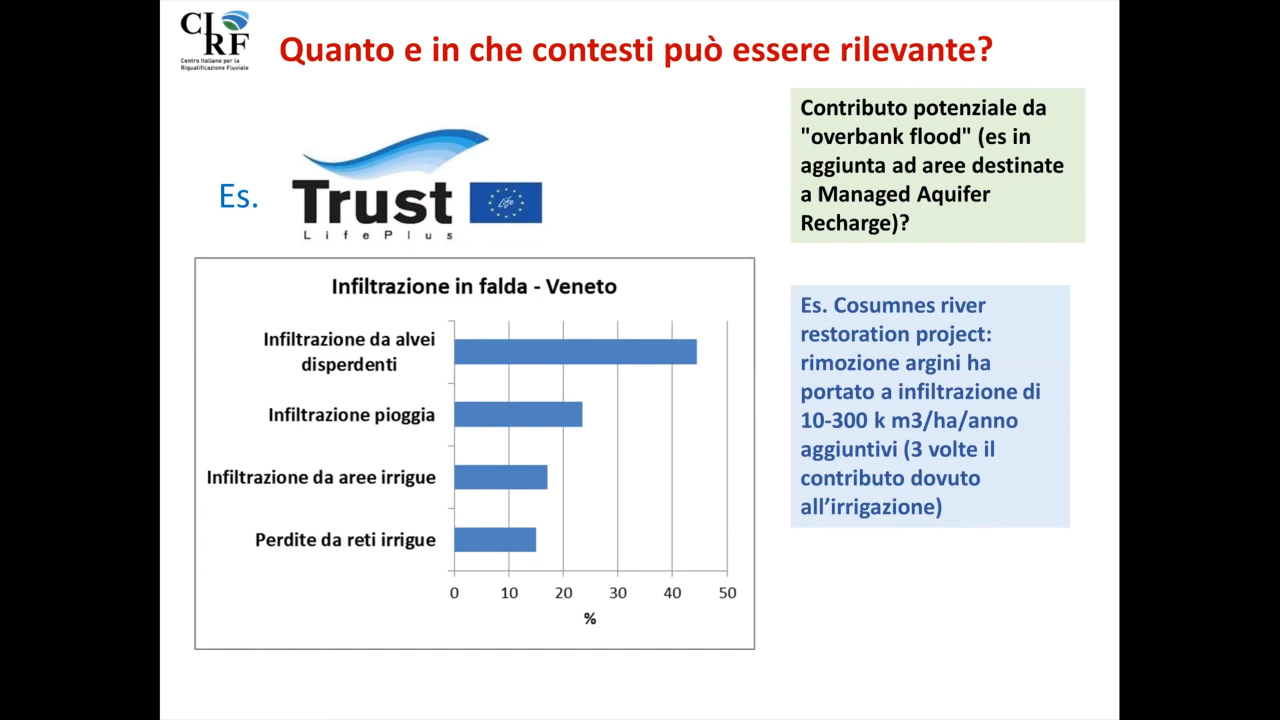 CIRF
Centro Italiano per la
Riqualificazione Fluviale
Quanto e in che contesti può essere rilevante?
Es.
Trust
LifePlus
Life
Contributo potenziale da
"overbank flood" (es in
aggiunta ad aree destinate
a Managed Aquifer
Recharge)?
Infiltrazione in falda - Veneto
Infiltrazione da alvei
disperdenti
Infiltrazione pioggia
Infiltrazione da aree irrigue
Perdite da reti irrigue
0 10 20 30 40 50
%
Es. Cosumnes river
restoration project:
rimozione argini ha
portato a infiltrazione di
10-300 k m3/ha/anno
aggiuntivi (3 volte il
contributo dovuto
all’irrigazione)